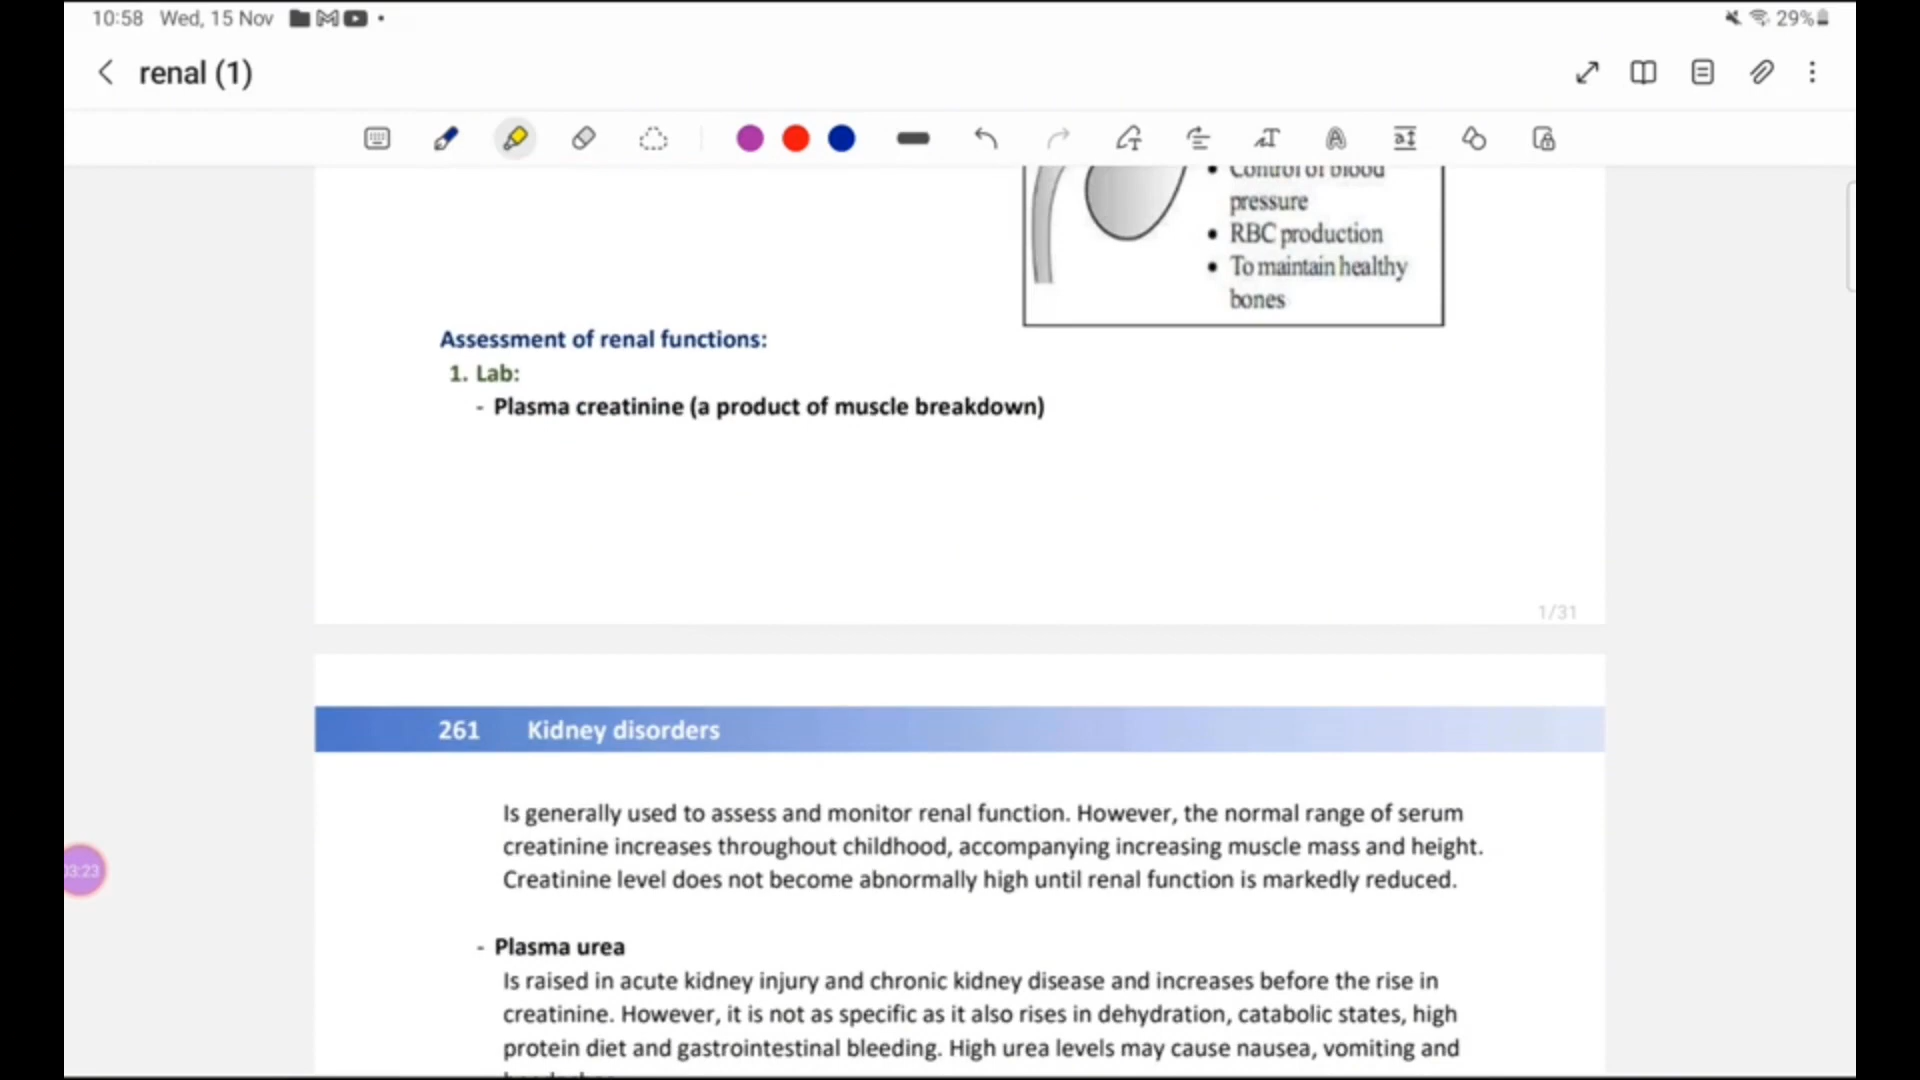 10:58 Wed, 15 Nov
29%
renal (1)
Control of blood
pressure
• RBC production
• To maintain healthy
bones
Assessment of renal functions:
1. Lab:
- Plasma creatinine (a product of muscle breakdown)
1/31
261 Kidney disorders
Is generally used to assess and monitor renal function. However, the normal range of serum
creatinine increases throughout childhood, accompanying increasing muscle mass and height.
Creatinine level does not become abnormally high until renal function is markedly reduced.
03:23
- Plasma urea
Is raised in acute kidney injury and chronic kidney disease and increases before the rise in
creatinine. However, it is not as specific as it also rises in dehydration, catabolic states, high
protein diet and gastrointestinal bleeding. High urea levels may cause nausea, vomiting and